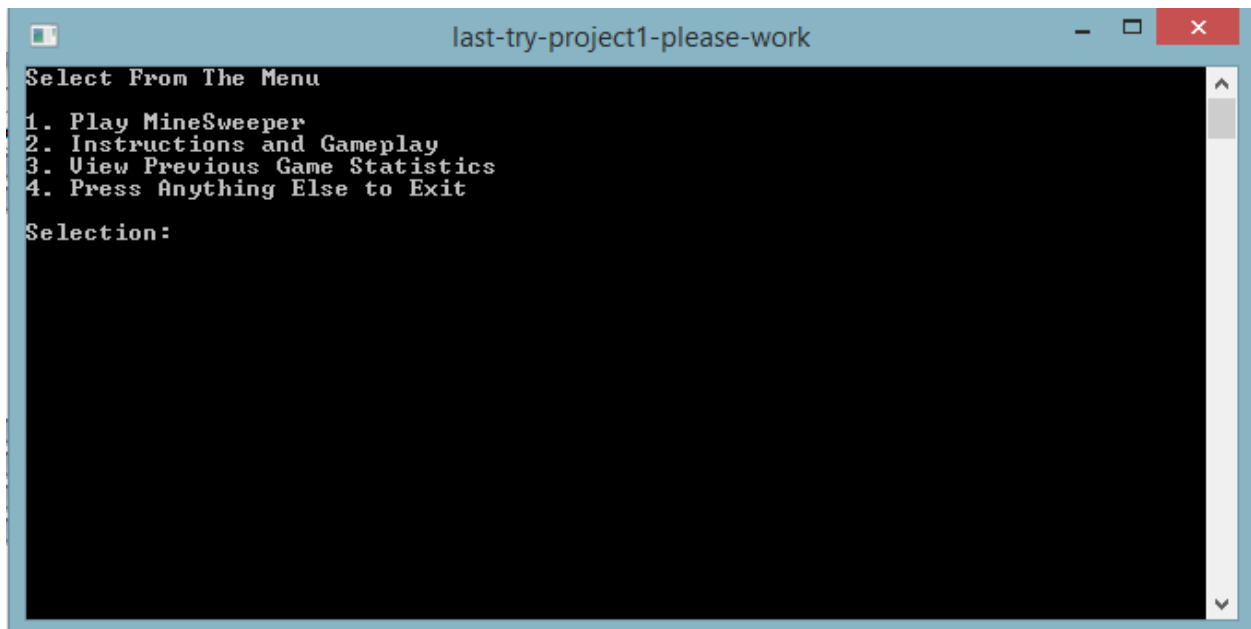 last-try-project1-please-work
Select From The Menu
1. Play MineSweeper
2. Instructions and Gameplay
3. View Previous Game Statistics
4. Press Anything Else to Exit
Selection: